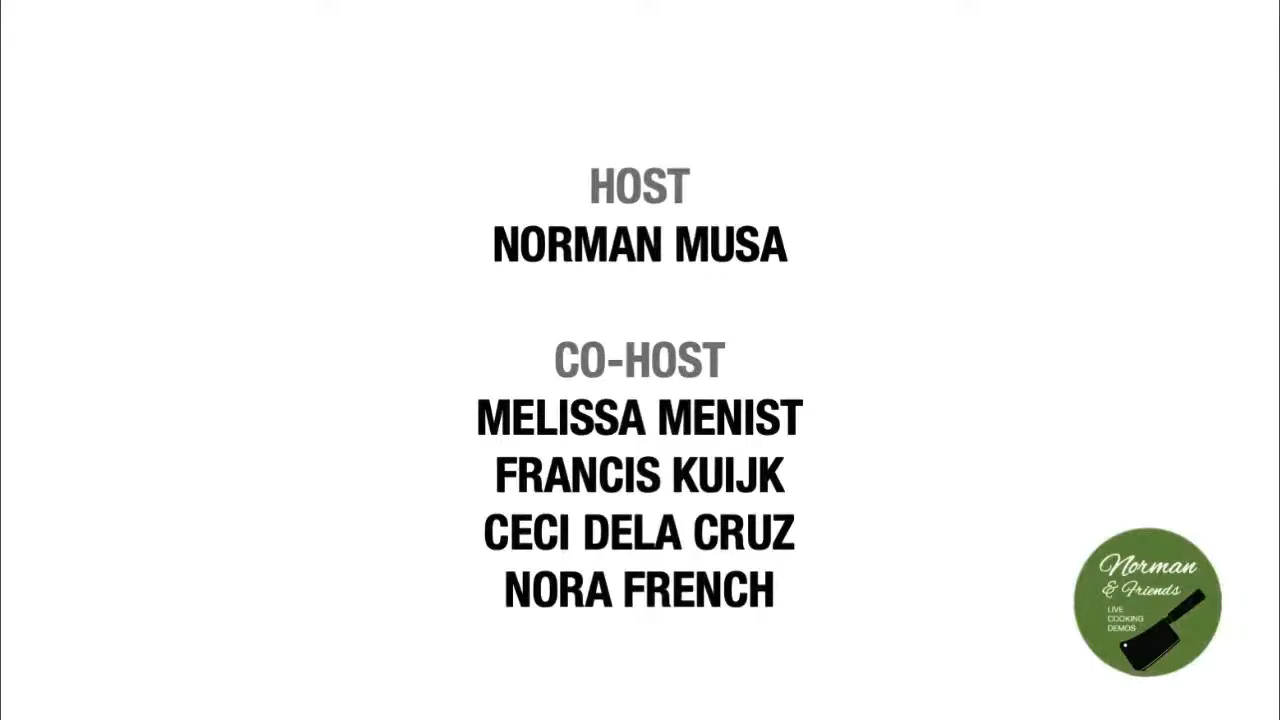 HOST
NORMAN MUSA
CO-HOST
MELISSA MENIST
FRANCIS KUIJK
CECI DELA CRUZ
NORA FRENCH
Norman
& Friends
LIVE
COOKING
DEMOS